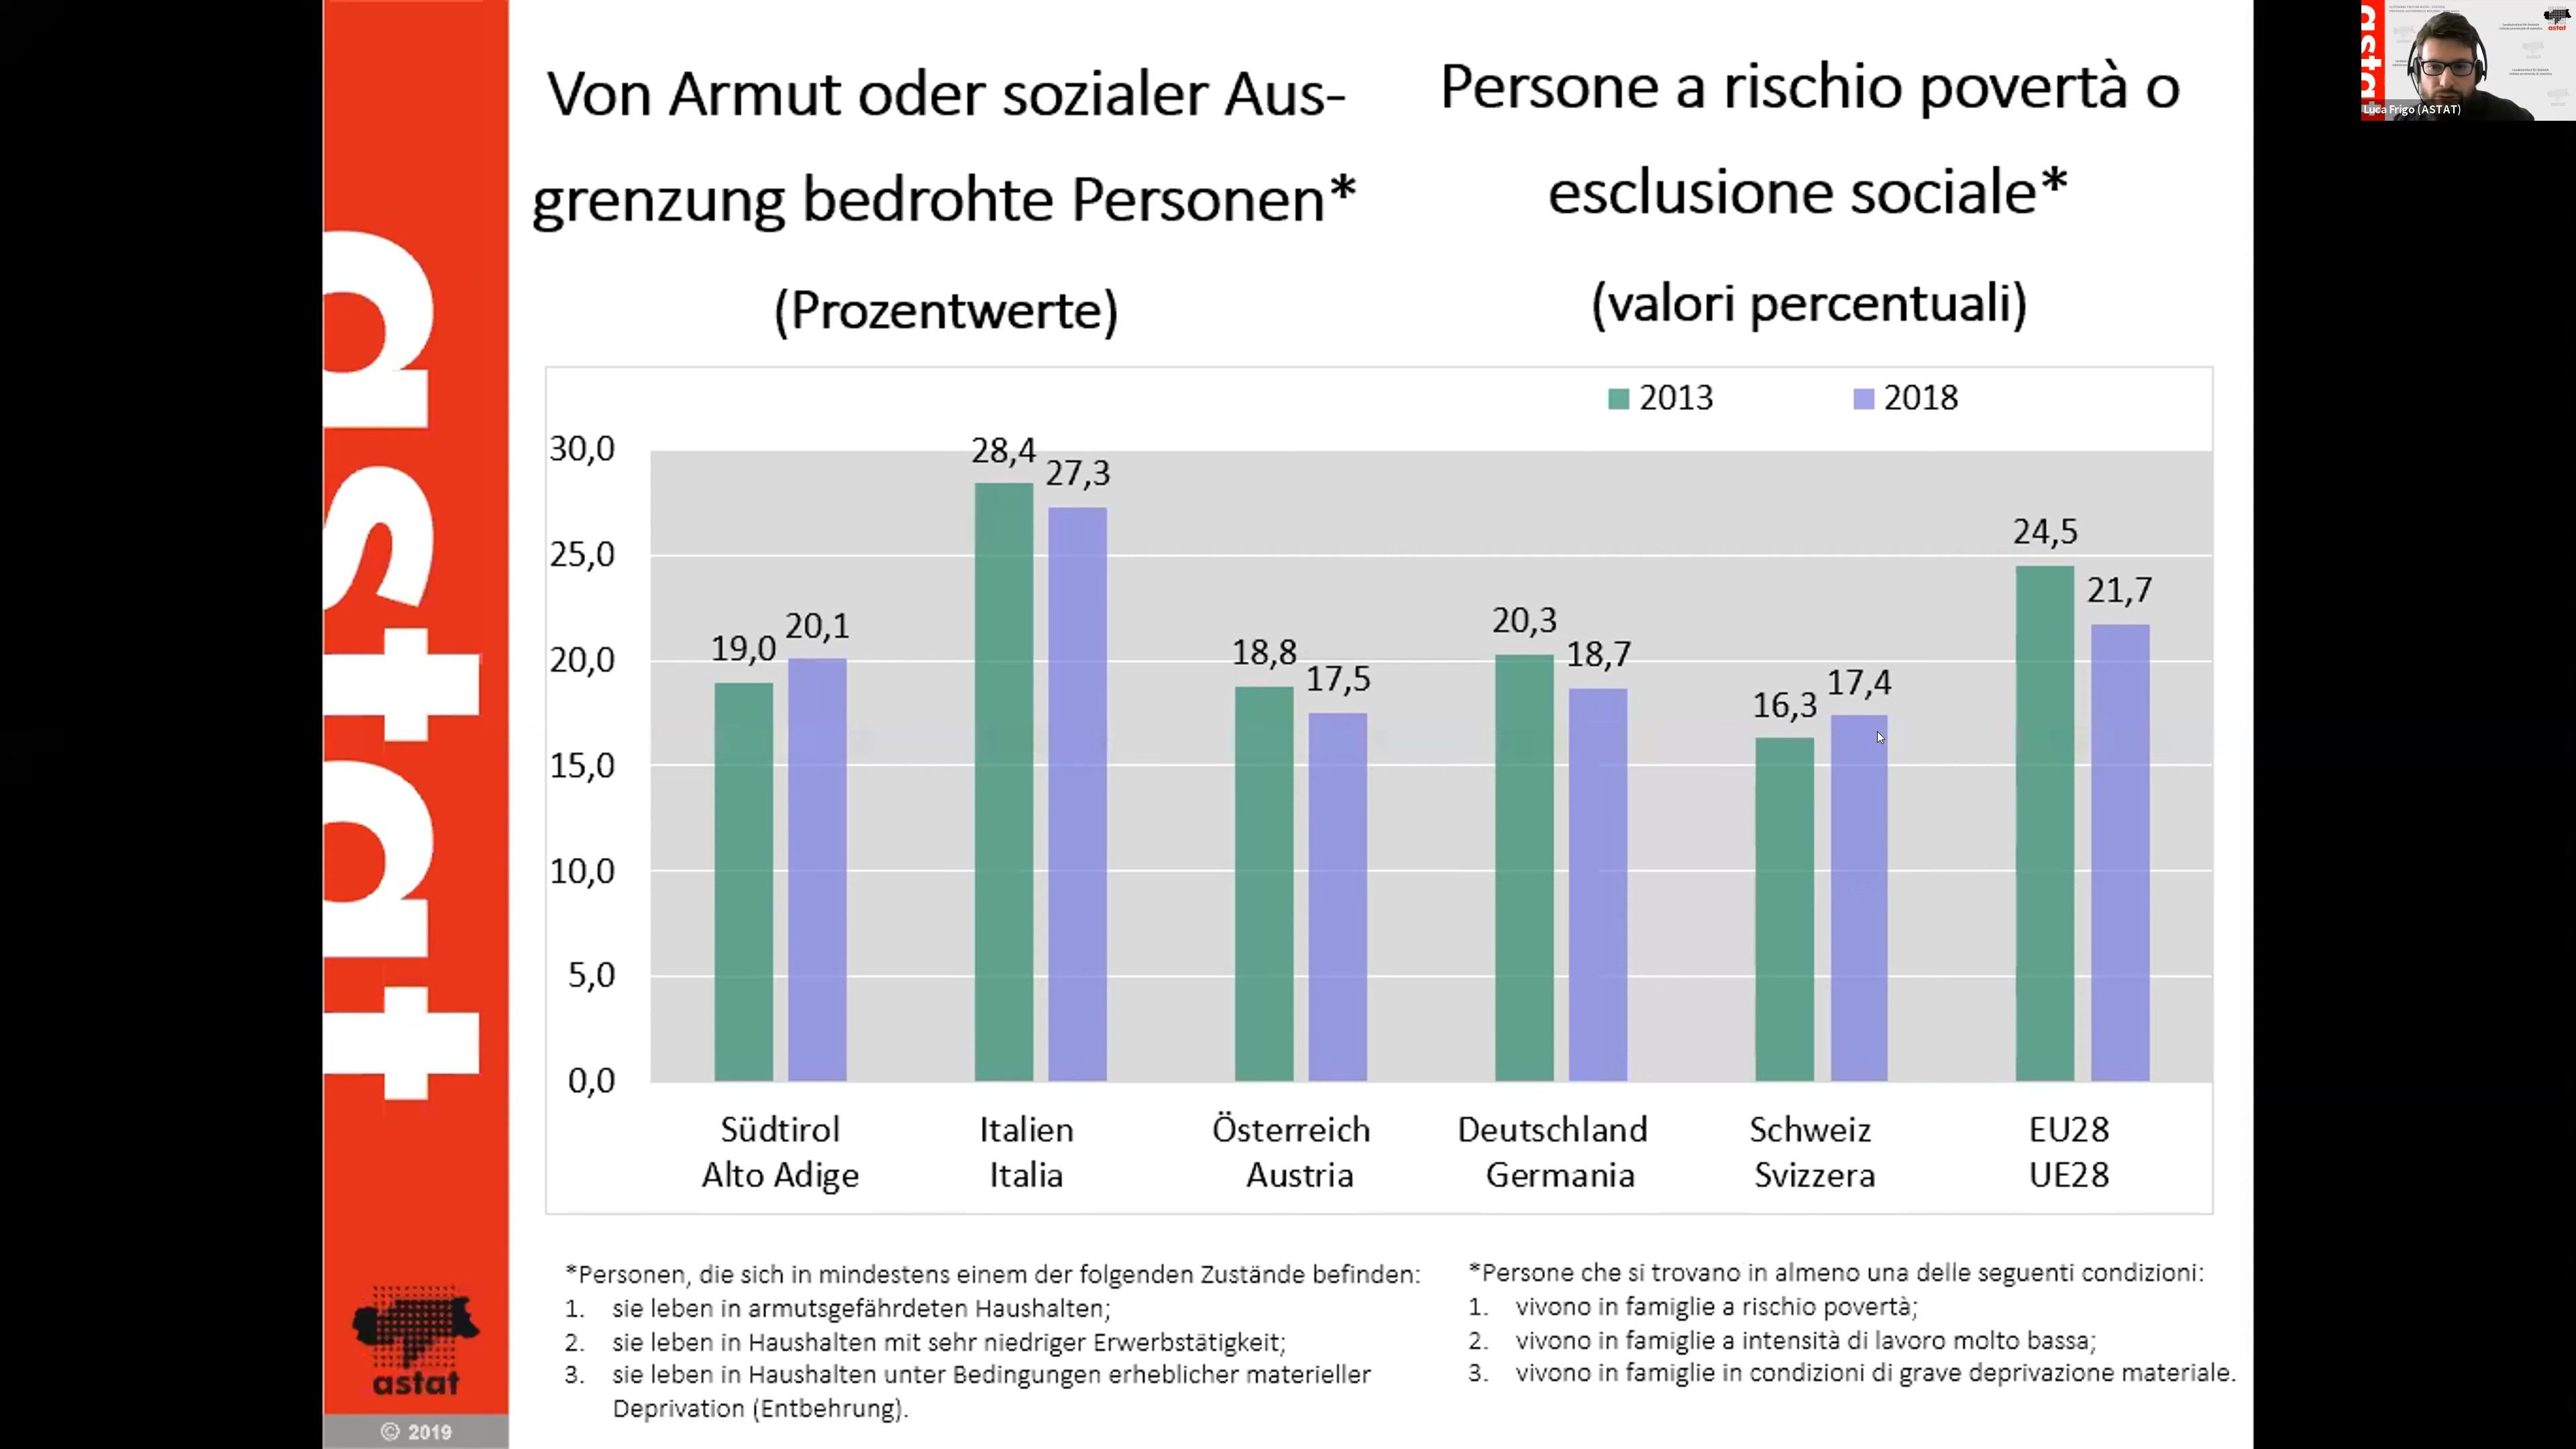 Von Armut oder sozialer Aus-
grenzung bedrohte Personen*
(Prozentwerte)
Persone a rischio povertà o
esclusione sociale*
(valori percentuali)
2013 2018
30,0
25,0
20,0
15,0
10,0
5,0
0,0
19,0 20,1
28,4 27,3
18,8 17,5
20,3 18,7
16,3 17,4
24,5 21,7
Südtirol
Alto Adige
Italien
Italia
Österreich
Austria
Deutschland
Germania
Schweiz
Svizzera
EU28
UE28
*Personen, die sich in mindestens einem der folgenden Zustände befinden:
1. sie leben in armutsgefährdeten Haushalten;
2. sie leben in Haushalten mit sehr niedriger Erwerbstätigkeit;
3. sie leben in Haushalten unter Bedingungen erheblicher materieller
Deprivation (Entbehrung).
*Persone che si trovano in almeno una delle seguenti condizioni:
1. vivono in famiglie a rischio povertà;
2. vivono in famiglie a intensità di lavoro molto bassa;
3. vivono in famiglie in condizioni di grave deprivazione materiale.
astat
astat
© 2019
astat
astat
Luca Frigo (ASTAT)